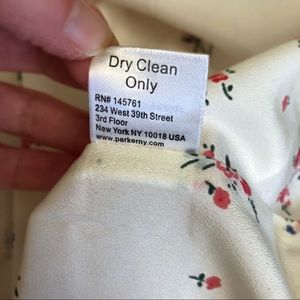 Dry Clean
Only
RN# 145761
234 West 39th Street
3rd Floor
New York NY 10018 USA
www.parkerny.com